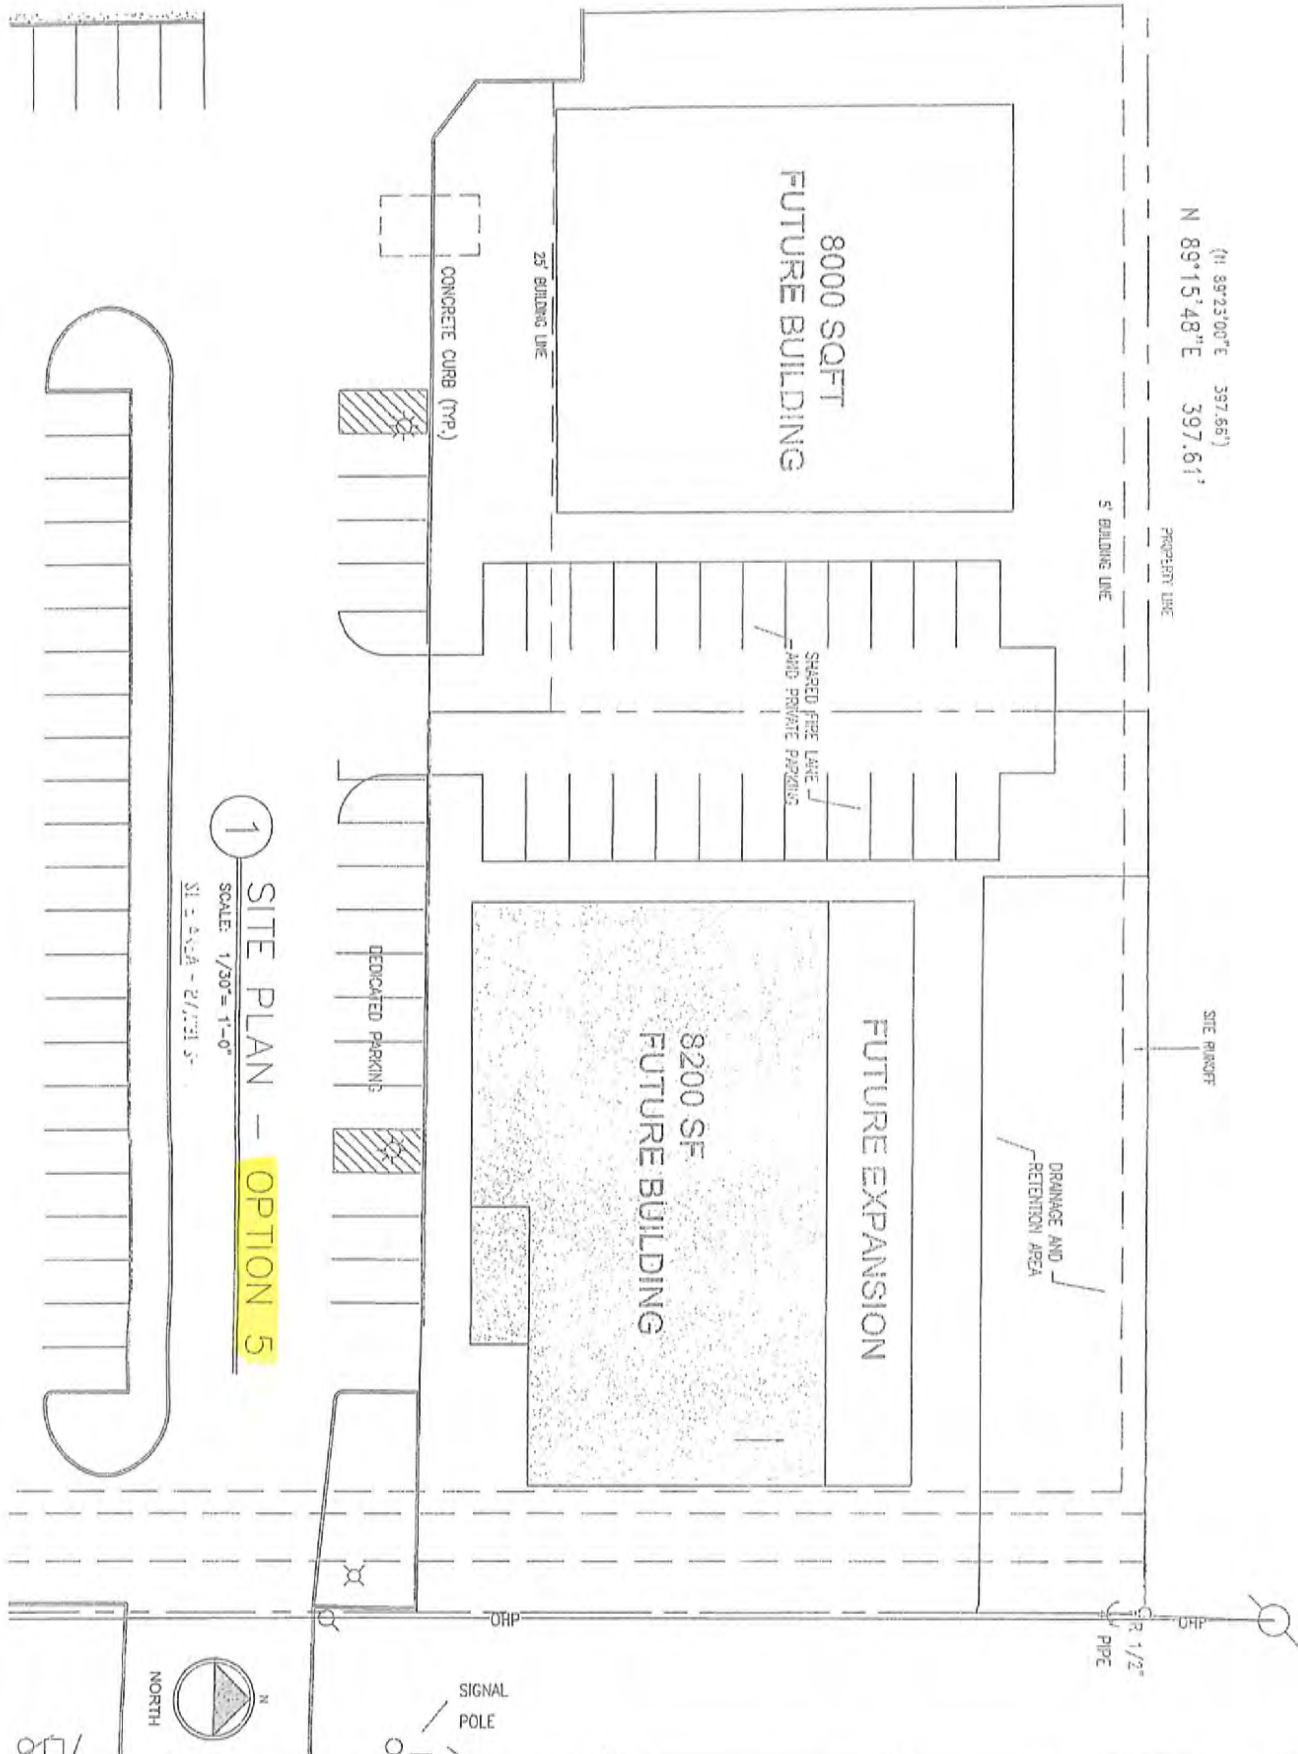 (N 89°23'00"E 397.66')
N 89°15'48"E 397.61'
PROPERTY LINE
5' BUILDING LINE
SITE RUNOFF
8000 SQFT
FUTURE BUILDING
25' BUILDING LINE
CONCRETE CURB (TYP.)
SHARED FIRE LANE
AND PRIVATE PARKING
DRAINAGE AND
RETENTION AREA
FUTURE EXPANSION
8200 SF
FUTURE BUILDING
DEDICATED PARKING
1
SITE PLAN - OPTION 5
SCALE: 1/30"= 1'-0"
OHP
OHP
1/2"
PIPE
N
NORTH
SIGNAL
POLE